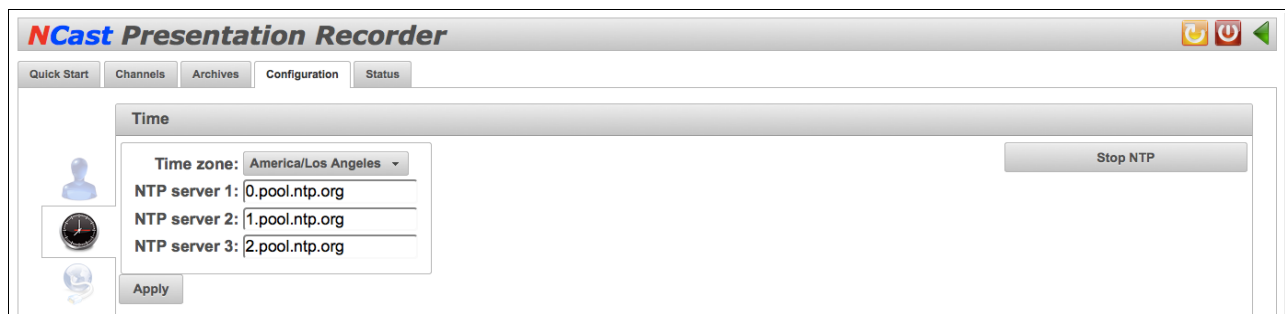 NCast Presentation Recorder
Quick Start Channels Archives Configuration Status
Time
Time zone: America/Los Angeles
Stop NTP
NTP server 1: 0.pool.ntp.org
NTP server 2: 1.pool.ntp.org
NTP server 3: 2.pool.ntp.org
Apply